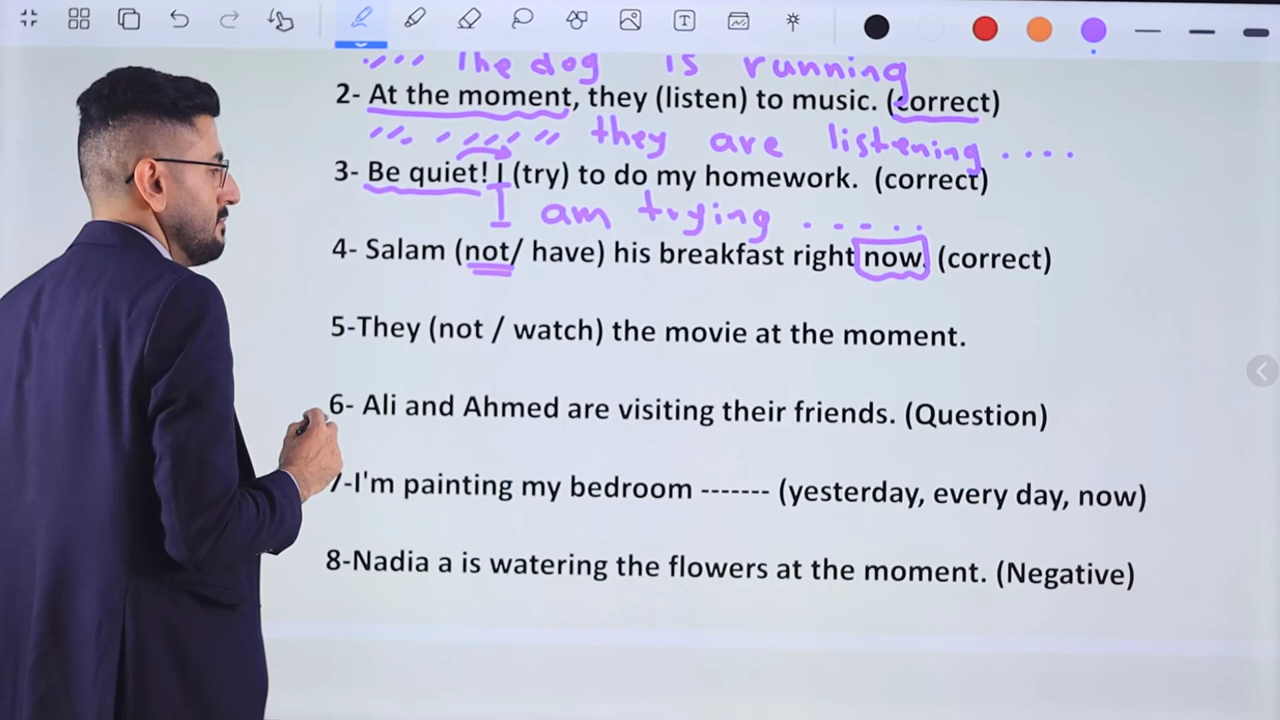 The dog is running
2- At the moment, they (listen) to music. (correct)
they are listening ....
3- Be quiet! I (try) to do my homework. (correct)
I am trying .....
4- Salam (not/ have) his breakfast right now. (correct)
5-They (not / watch) the movie at the moment.
6- Ali and Ahmed are visiting their friends. (Question)
7-I'm painting my bedroom ------- (yesterday, every day, now)
8-Nadia a is watering the flowers at the moment. (Negative)